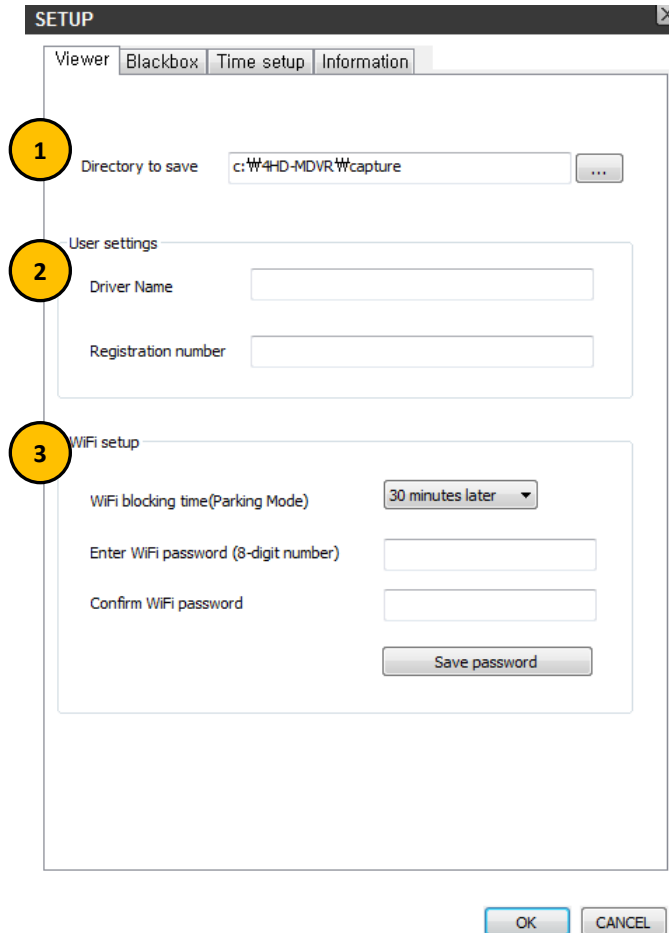 SETUP
Viewer Blackbox Time setup Information
1
Directory to save c:₩4HD-MDVR₩capture ...
User settings
2
Driver Name
Registration number
3
WiFi setup
WiFi blocking time(Parking Mode) 30 minutes later
Enter WiFi password (8-digit number)
Confirm WiFi password
Save password
OK CANCEL